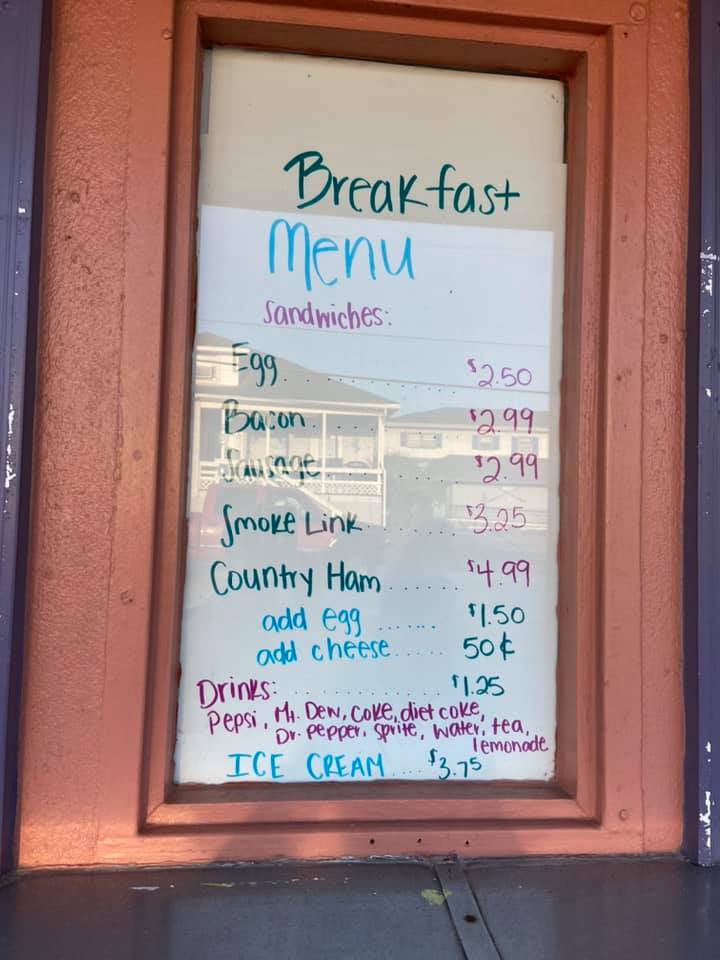 Breakfast
Menu
Sandwiches:
Egg.............. $2.50
Bacon.............. $2.99
Sausage.............. $2.99
Smoke Link........ $3.25
Country Ham....... $4.99
add egg ....... $1.50
add cheese...... 50¢
Drinks: .............. $1.25
Pepsi, Mt. Dew, Coke, diet coke,
Dr. pepper, sprite, water, tea,
lemonade
ICE CREAM .... $3.75